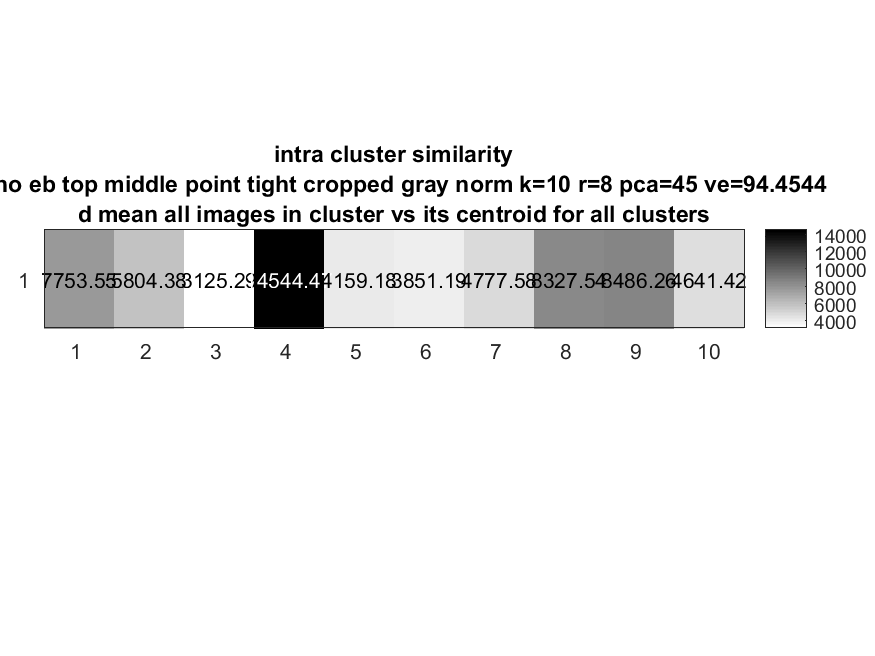 intra cluster similarity
no eb top middle point tight cropped gray norm k=10 r=8 pca=45 ve=94.4544
d mean all images in cluster vs its centroid for all clusters
1 7753.55 5804.38 3125.29 4544.47 4159.18 3851.19 4777.58 8327.54 8486.26 4641.42
1 2 3 4 5 6 7 8 9 10
14000
12000
10000
8000
6000
4000